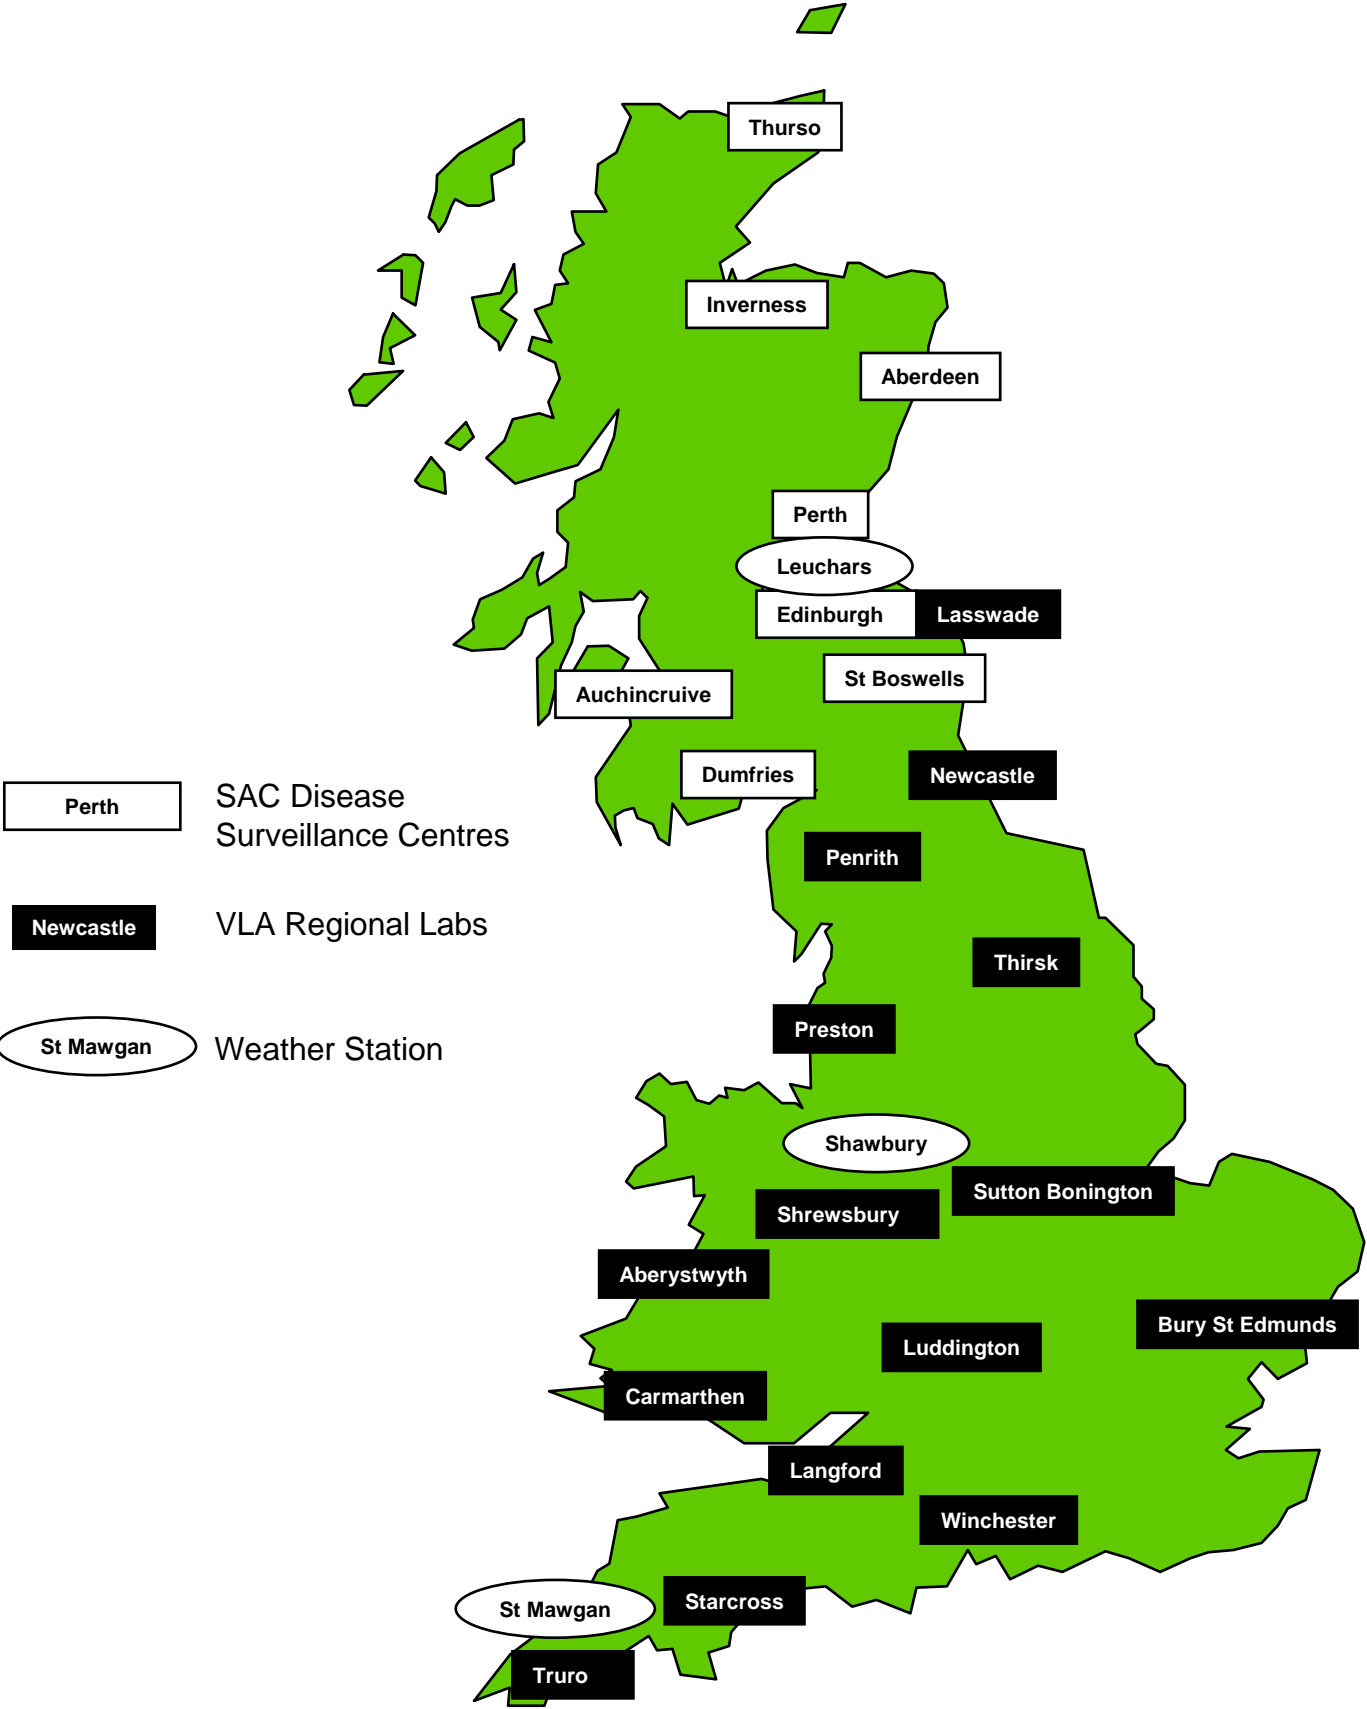 Thurso
Inverness
Aberdeen
Perth
Leuchars
Edinburgh
Lasswade
St Boswells
Auchincruive
Dumfries
Newcastle
Perth
SAC Disease
Surveillance Centres
Penrith
Newcastle
VLA Regional Labs
Thirsk
Preston
St Mawgan
Weather Station
Shawbury
Sutton Bonington
Shrewsbury
Aberystwyth
Bury St Edmunds
Luddington
Carmarthen
Langford
Winchester
St Mawgan
Starcross
Truro